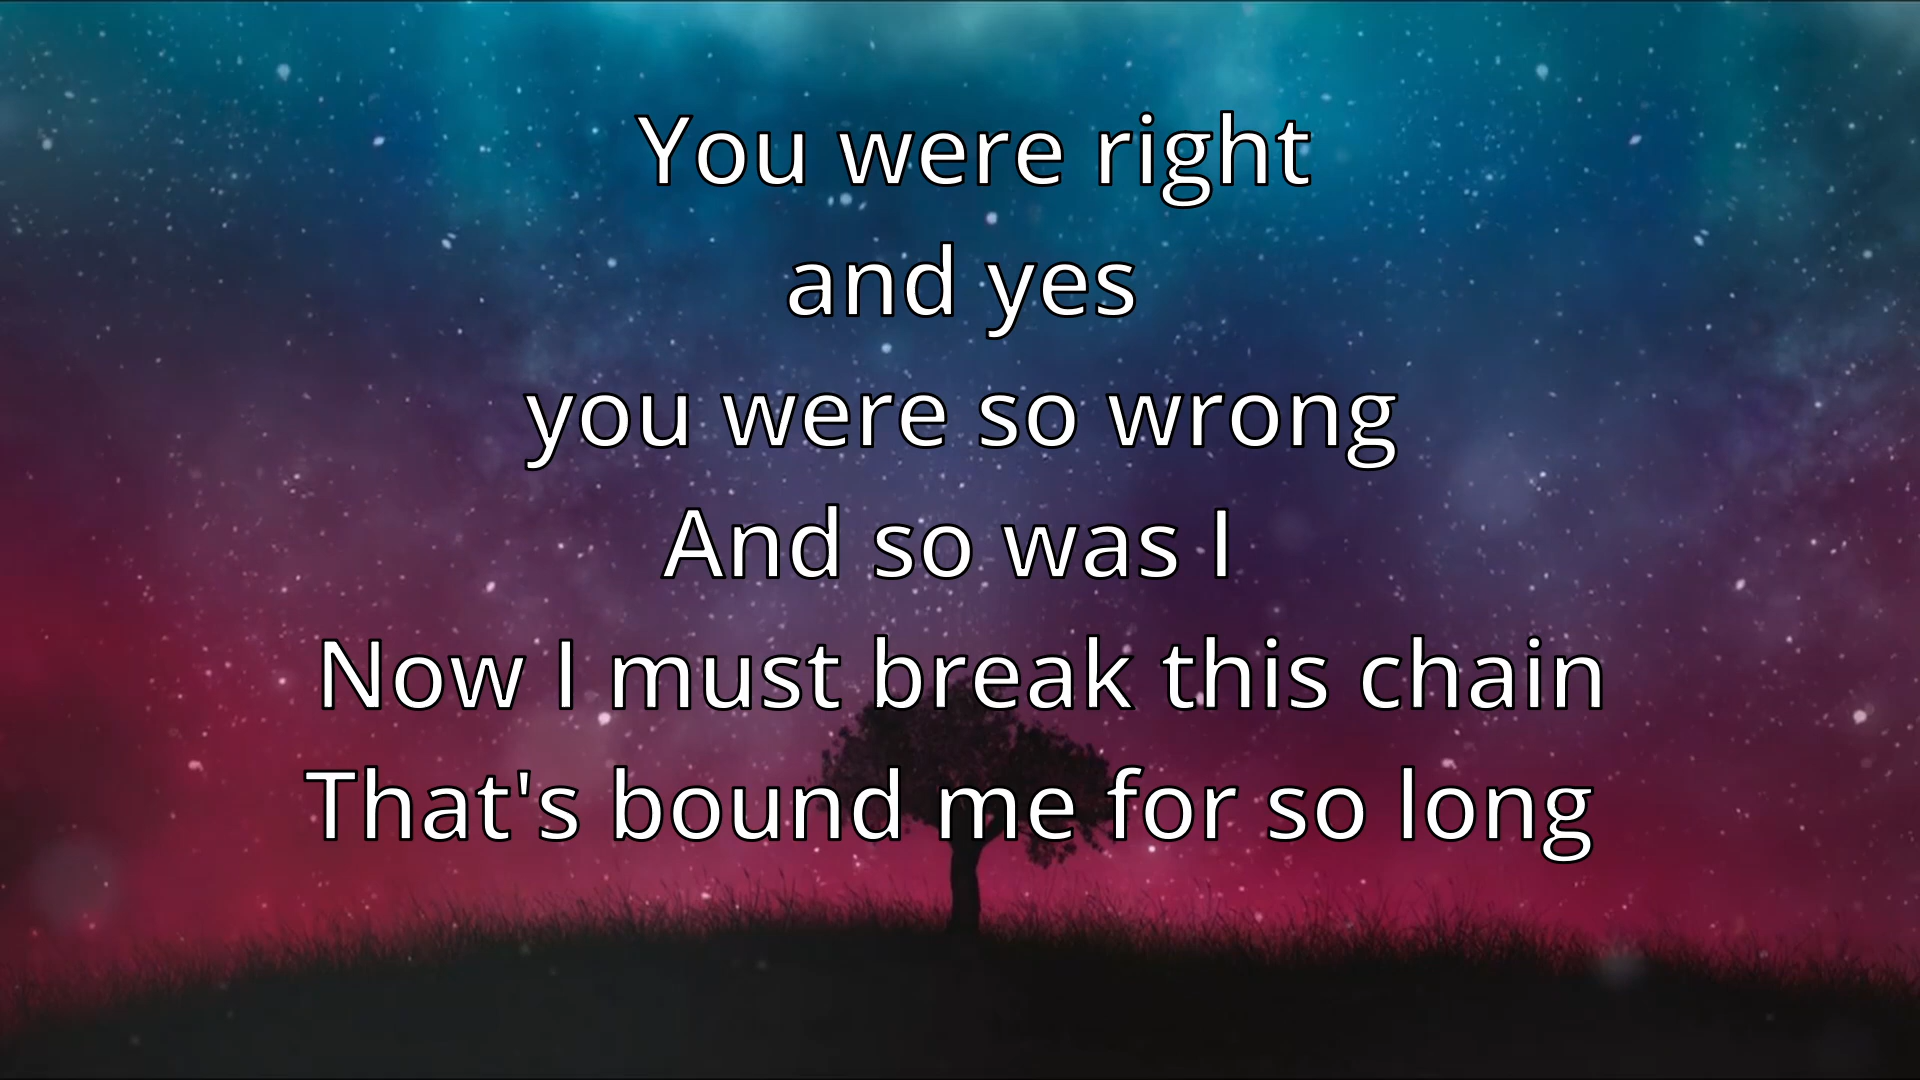 You were right
and yes
you were so wrong
And so was I
Now I must break this chain
That's bound me for so long